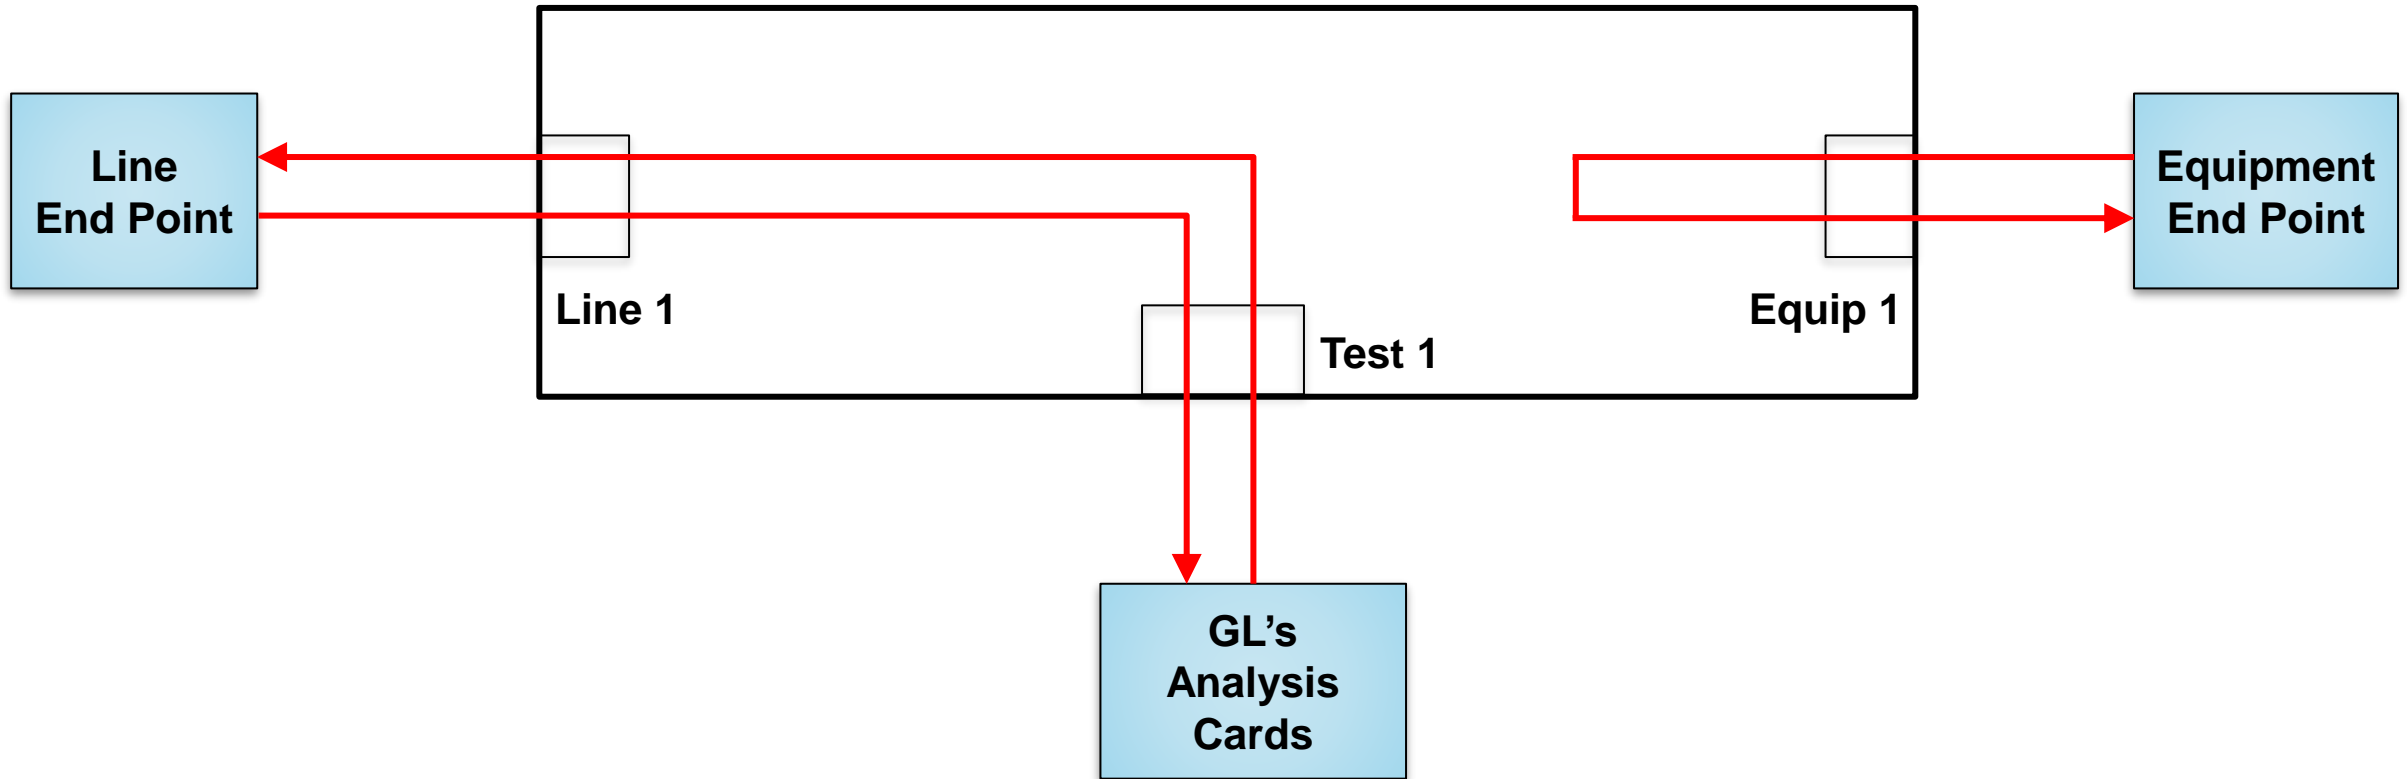 Line
End Point
Line 1
Test 1
Equip 1
Equipment
End Point
GL’s
Analysis
Cards